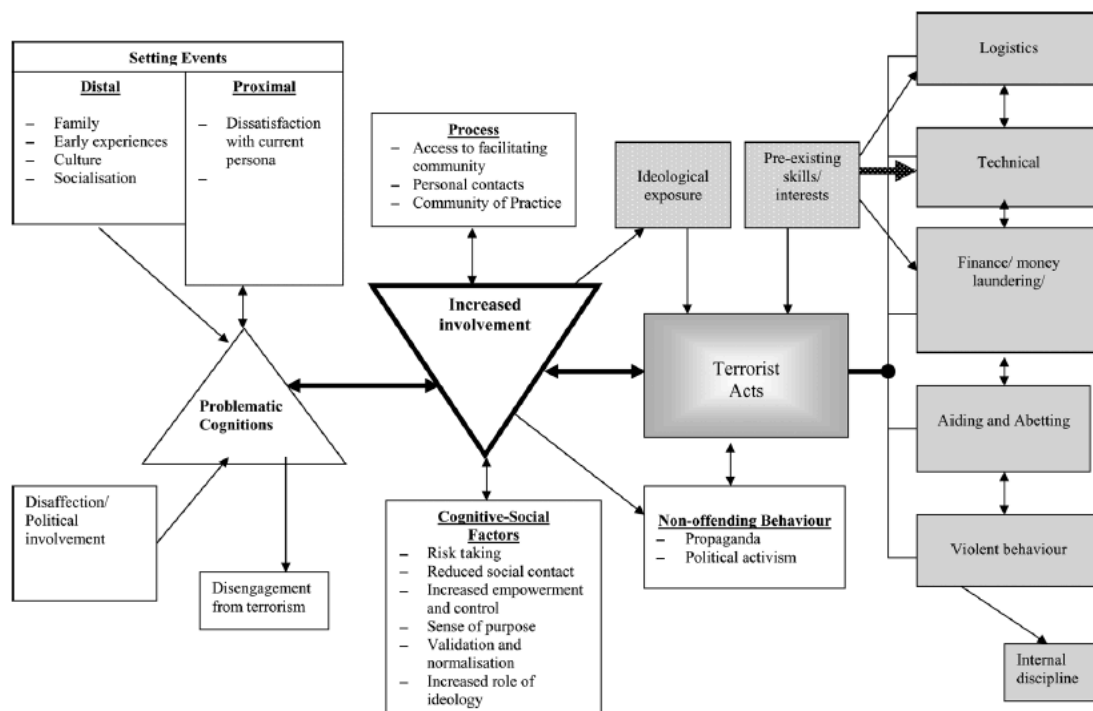 Setting Events
Distal
– Family
– Early experiences
– Culture
– Socialisation
Proximal
– Dissatisfaction
with current
persona
–
Process
– Access to facilitating
community
– Personal contacts
– Community of Practice
Ideological
exposure
Pre-existing
skills/
interests
Logistics
Technical
Finance/ money
laundering/
Increased
involvement
Terrorist
Acts
Problematic
Cognitions
Aiding and Abetting
Disaffection/
Political
involvement
Disengagement
from terrorism
Cognitive-Social
Factors
– Risk taking
– Reduced social contact
– Increased empowerment
and control
– Sense of purpose
– Validation and
normalisation
– Increased role of
ideology
Non-offending Behaviour
– Propaganda
– Political activism
Violent behaviour
Internal
discipline